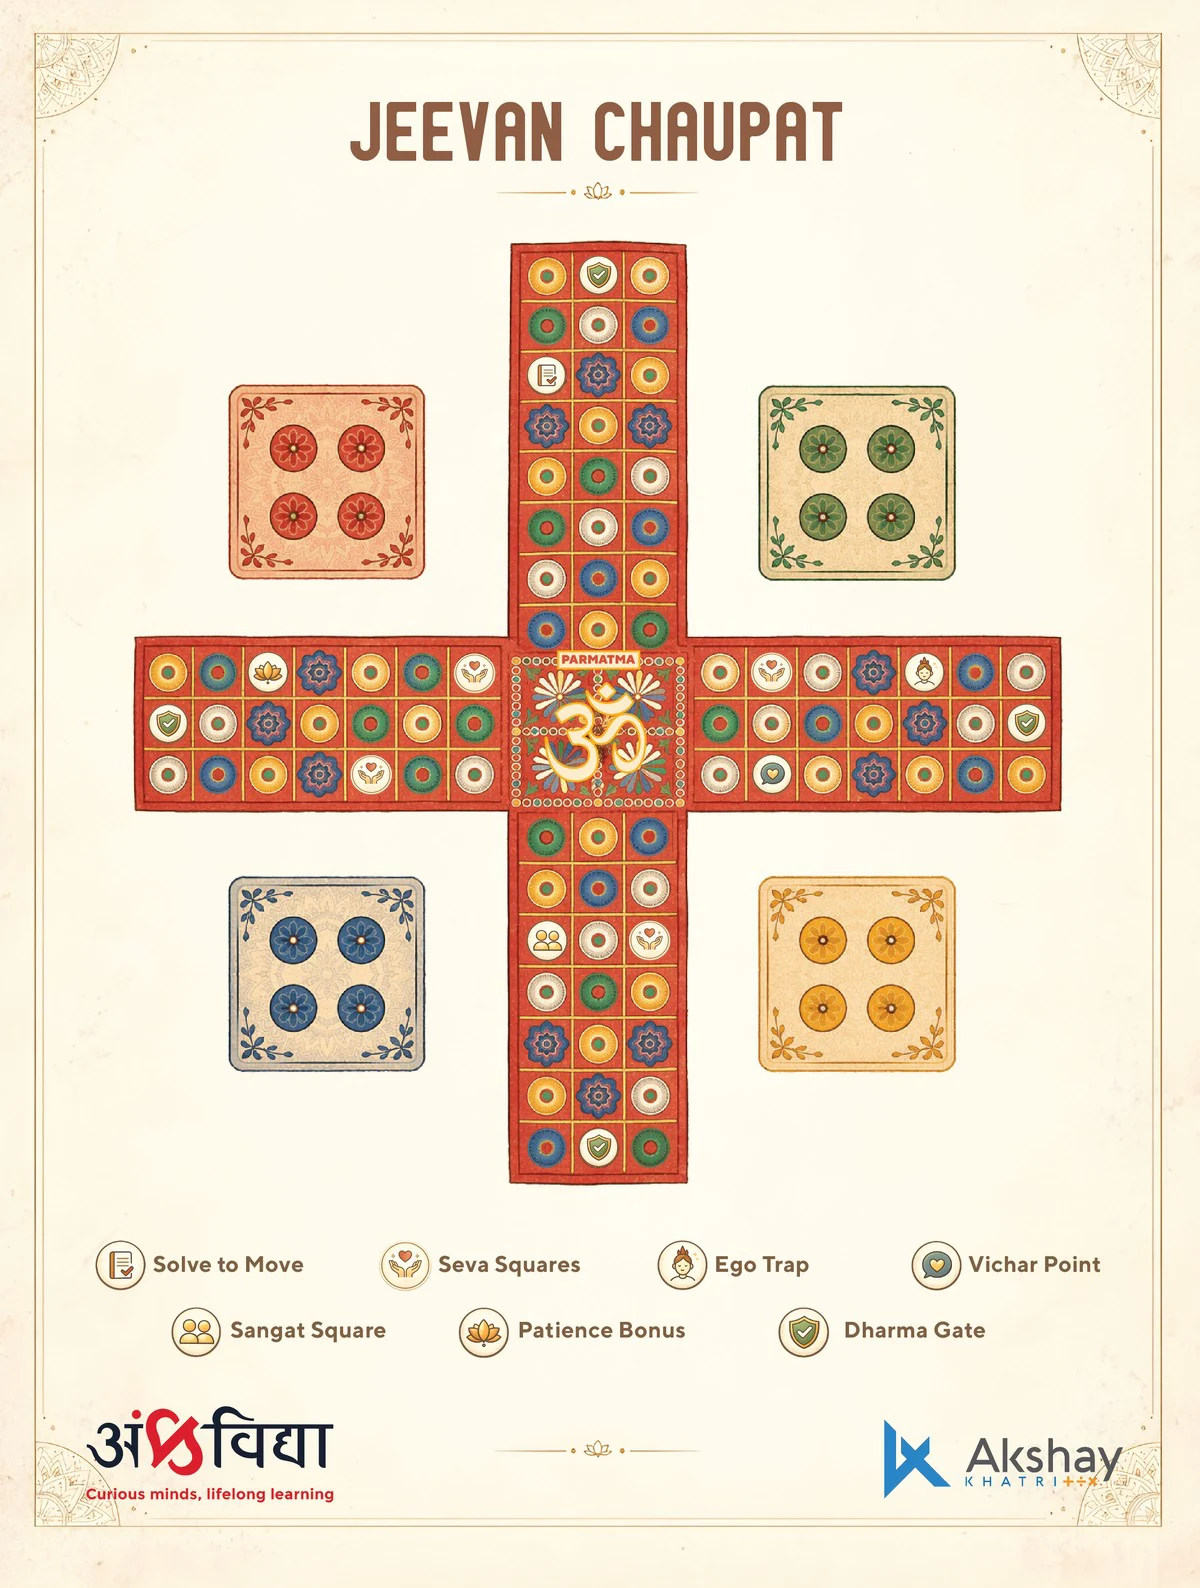 JEEVAN CHAUPAT
PARMATMA
ॐ
Solve to Move
Seva Squares
Ego Trap
Vichar Point
Sangat Square
Patience Bonus
Dharma Gate
अंकविद्या
Curious minds, lifelong learning
Akshay
KHATRI+÷×